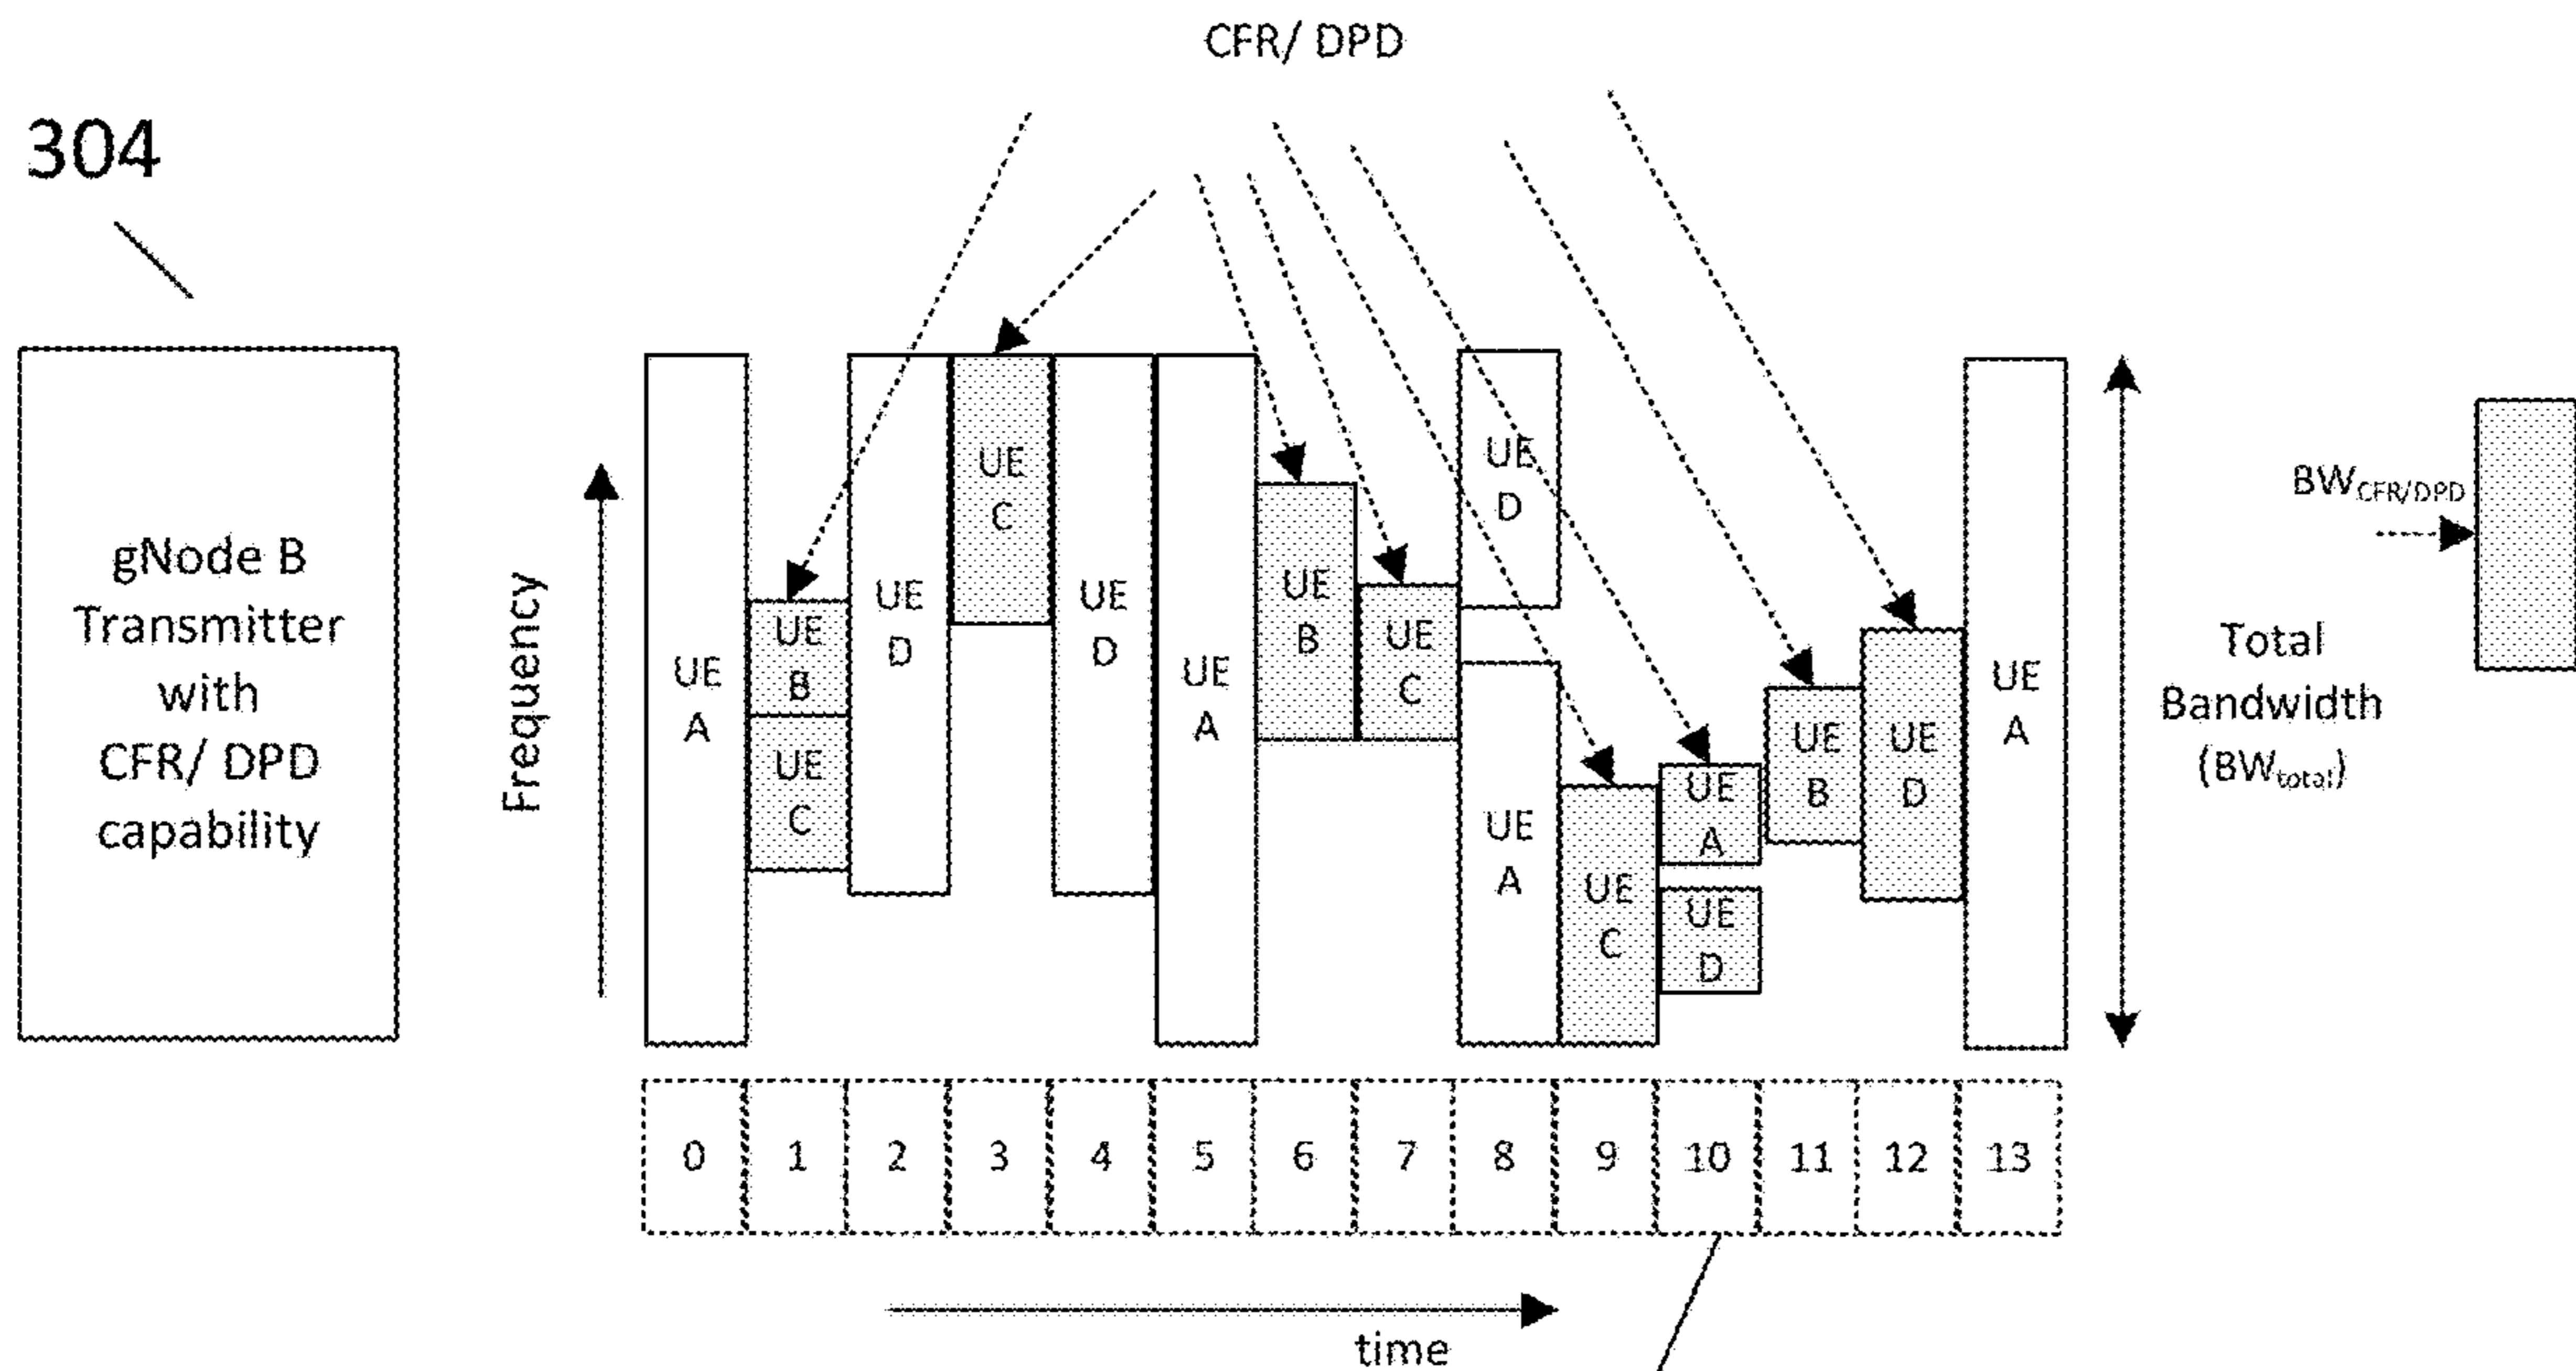 CFR/ DPD
304
gNode B
Transmitter
with
CFR/ DPD
capability
Frequency
UE
A
UE
B
UE
C
UE
D
UE
C
UE
D
UE
A
UE
B
UE
C
UE
D
UE
A
UE
C
UE
A
UE
D
UE
B
UE
D
UE
A
Total
Bandwidth
(BWtotal)
BWCFR/DPD
0 1 2 3 4 5 6 7 8 9 10 11 12 13
time